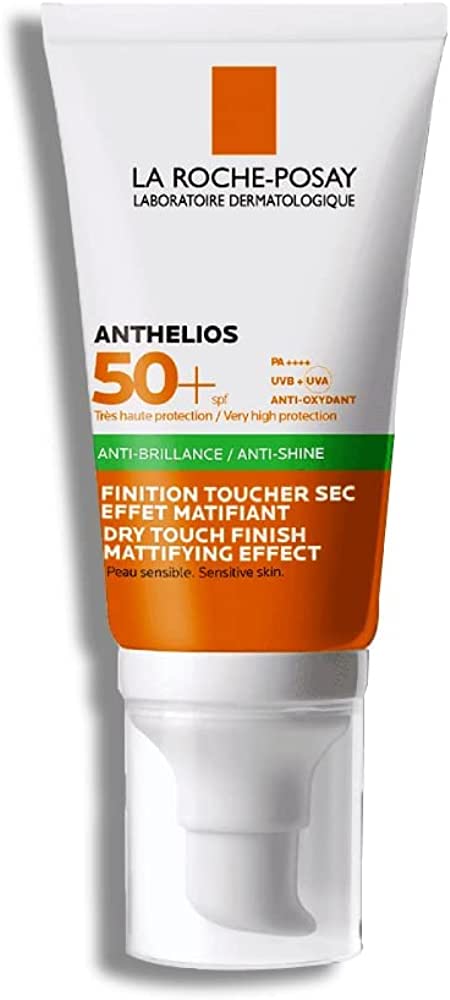 LA ROCHE-POSAY
LABORATOIRE DERMATOLOGIQUE
ANTHELIOS
50+ spf
PA ++++
UVB + UVA
ANTI-OXYDANT
Très haute protection / Very high protection
ANTI-BRILLANCE / ANTI-SHINE
FINITION TOUCHER SEC
EFFET MATIFIANT
DRY TOUCH FINISH
MATTIFYING EFFECT
Peau sensible. Sensitive skin.